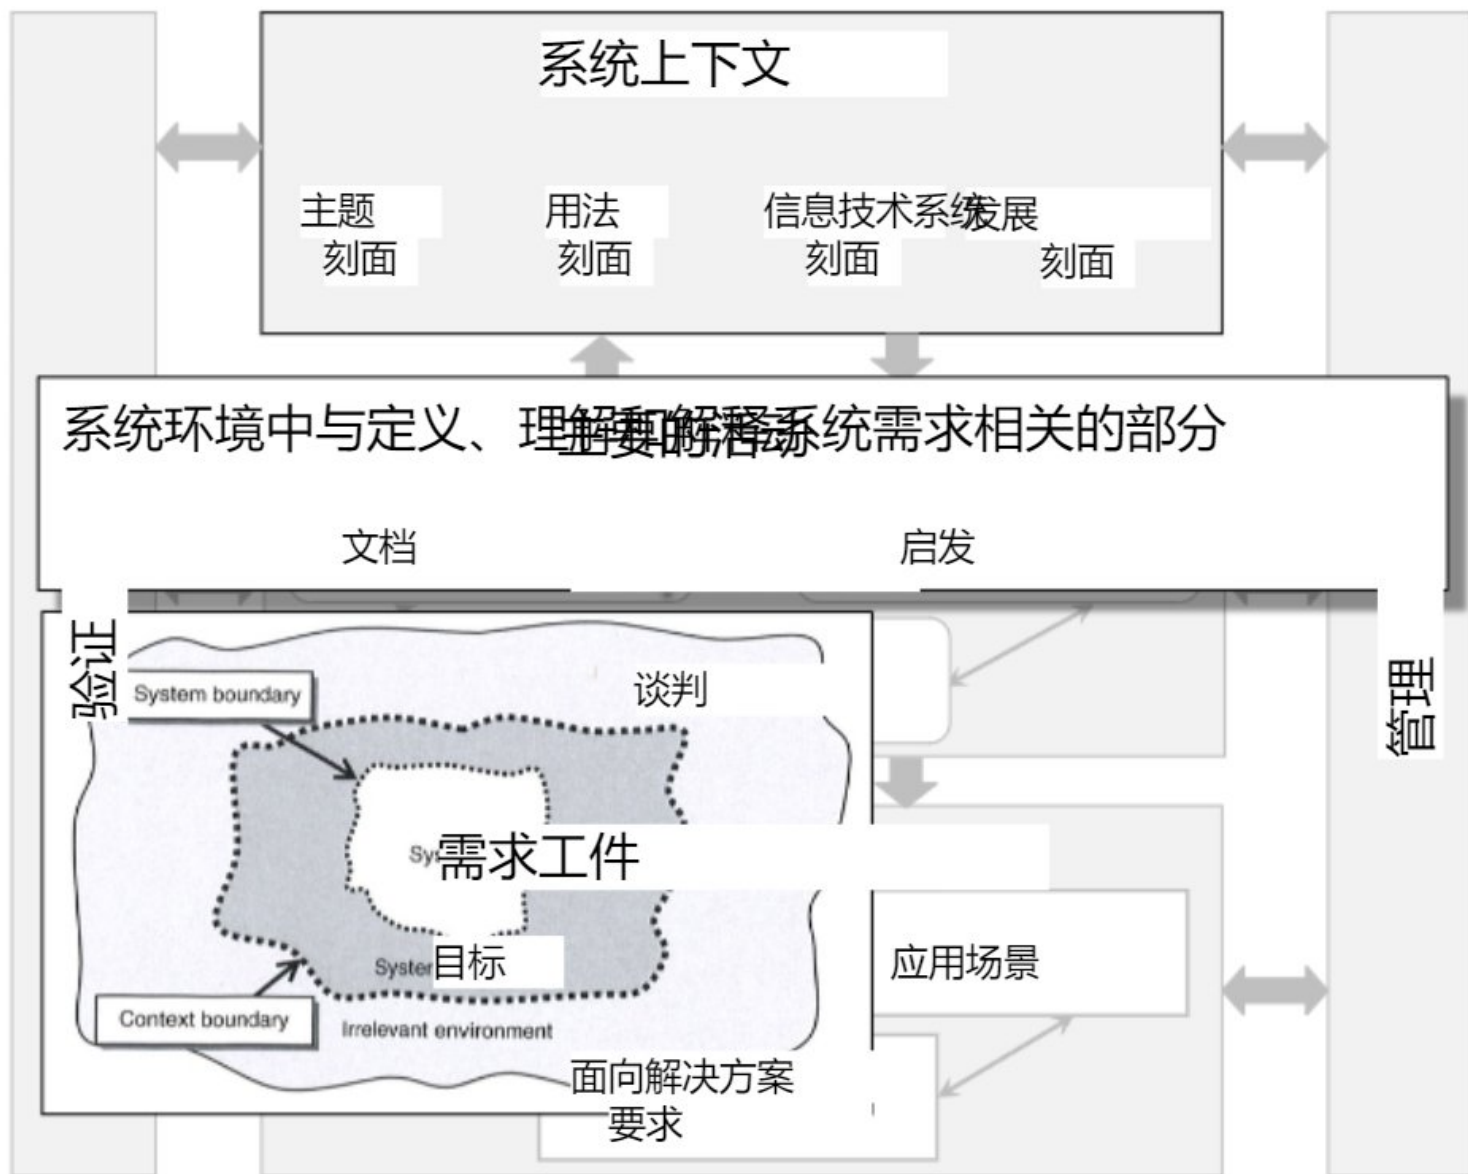 系统上下文
主题
刻面
用法
刻面
信息技术系统
刻面
发展
刻面
系统环境中与定义、理解和解释系统需求相关的部分
主要的活动
文档
启发
验证
管理
System boundary
谈判
需求工件
目标
应用场景
Context boundary
Irrelevant environment
面向解决方案
要求